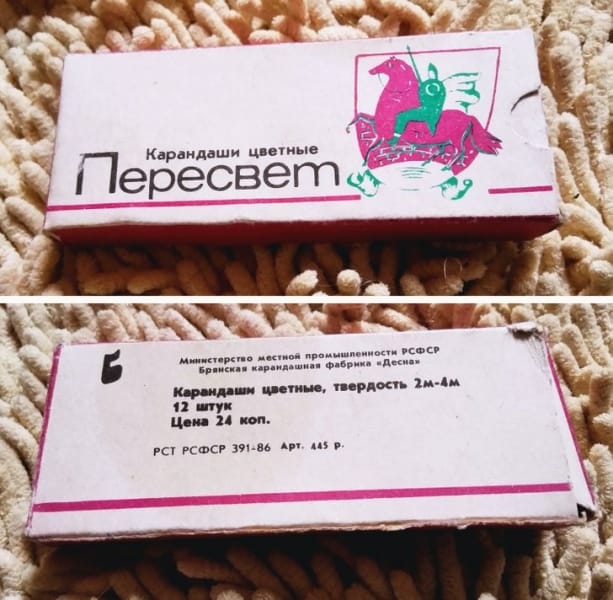 Карандаши цветные
Пересвет
Б
Министерство местной промышленности РСФСР
Брянская карандашная фабрика «Десна»
Карандаши цветные, твердость 2м-4м
12 штук
Цена 24 коп.
РСТ РСФСР 391-86 Арт. 445 р.